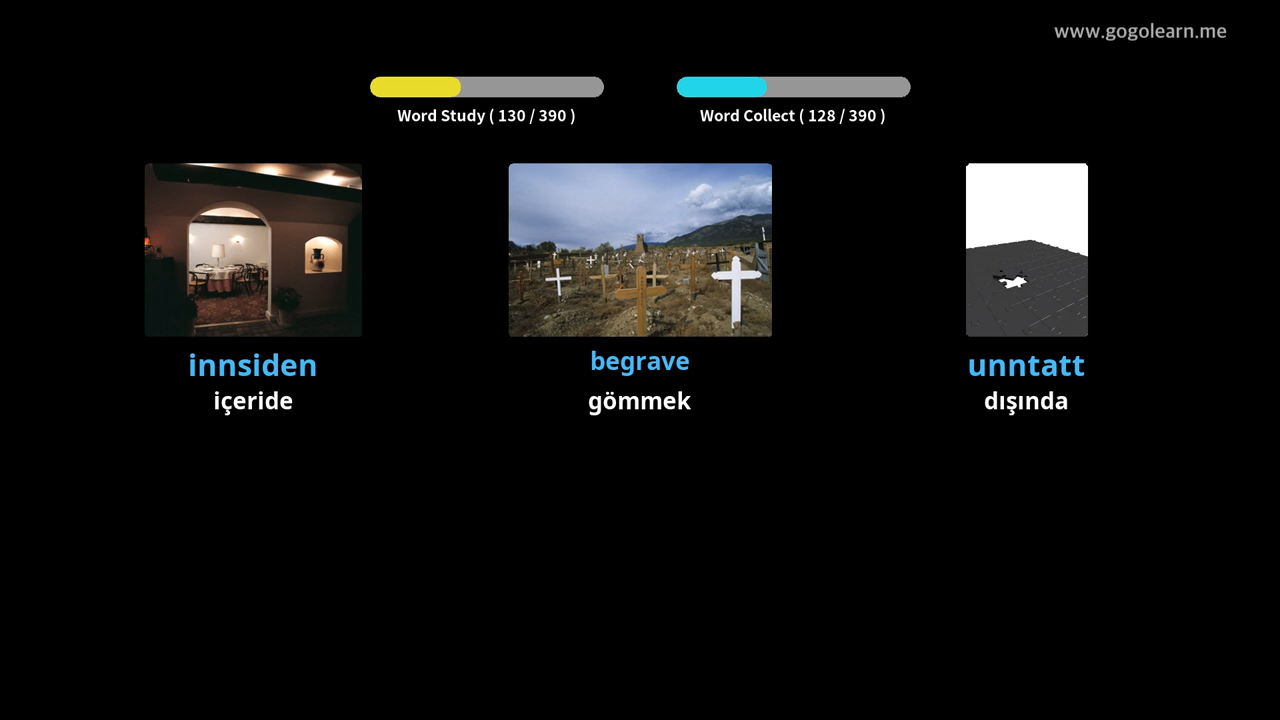 www.gogolearn.me
Word Study ( 130 / 390 )
Word Collect ( 128 / 390 )
innsiden
begrave
unntatt
içeride
gömmek
dışında